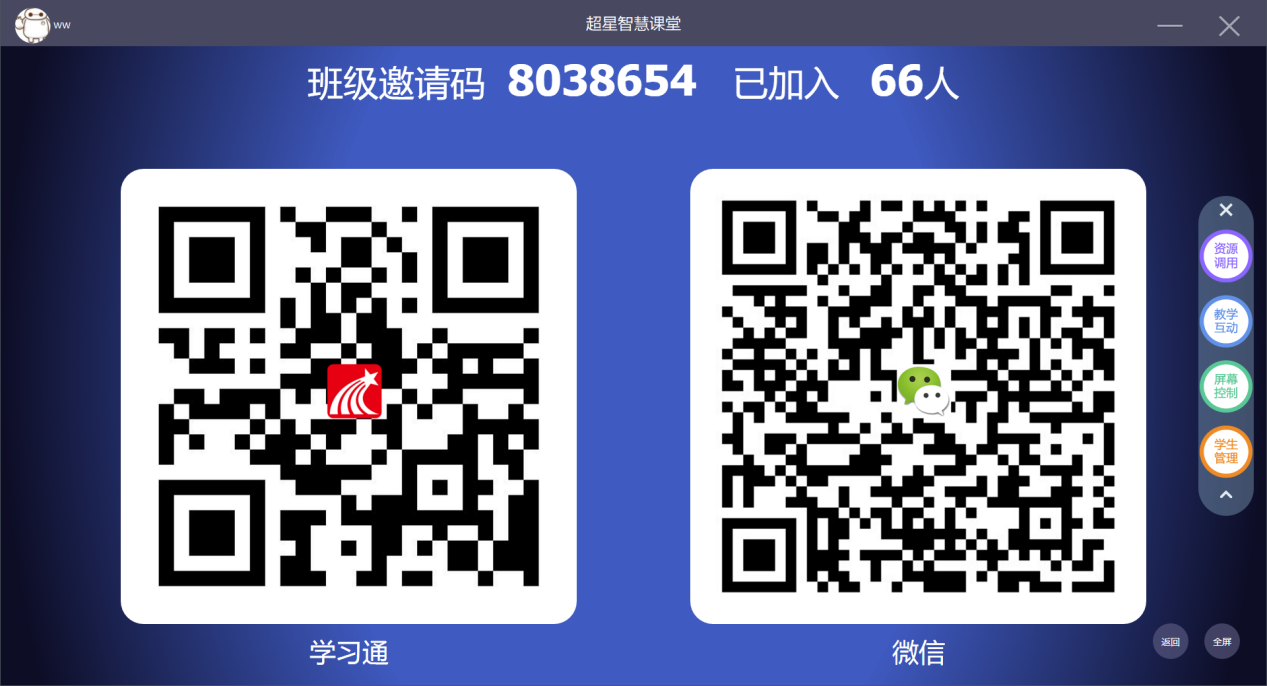 ww
超星智慧课堂
班级邀请码 8038654 已加入 66人
资源
调用
教学
互动
屏幕
控制
学生
管理
学习通
微信
返回
全屏